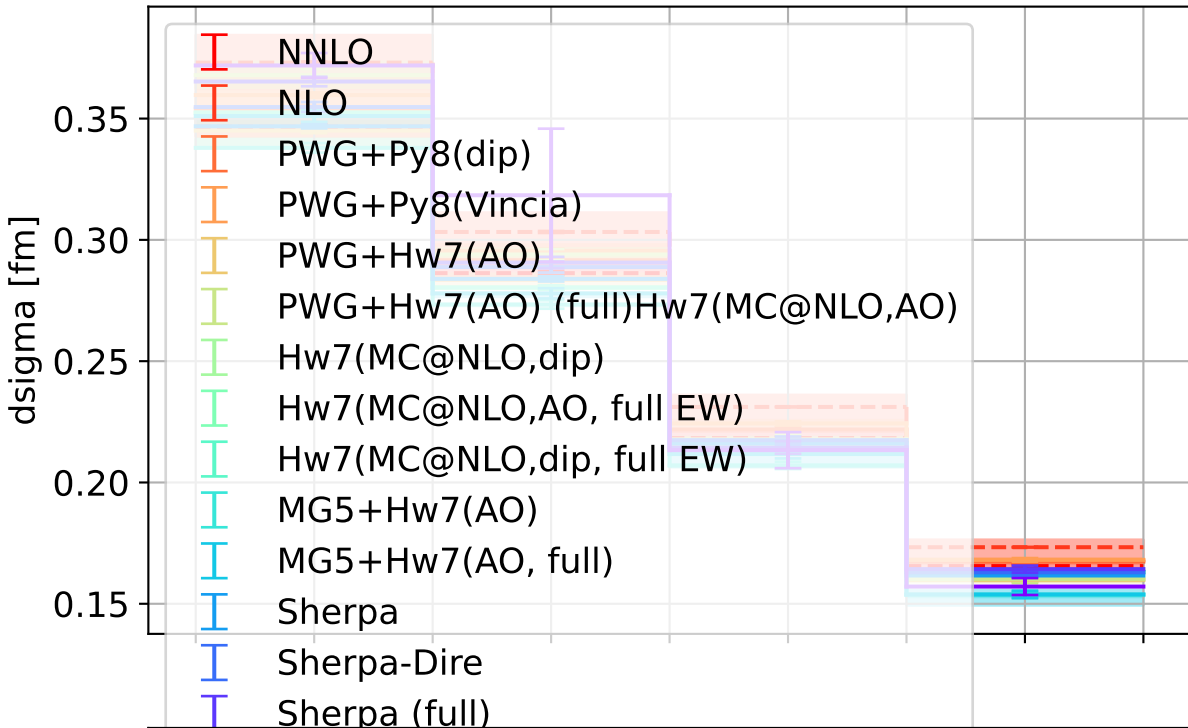 NNLO
0.35
NLO
PWG+Py8(dip)
PWG+Py8(Vincia)
0.30
PWG+Hw7(AO)
dsigma [fm]
PWG+Hw7(AO) (full)Hw7(MC@NLO,AO)
0.25
Hw7(MC@NLO,dip)
Hw7(MC@NLO,AO, full EW)
Hw7(MC@NLO,dip, full EW)
0.20
MG5+Hw7(AO)
MG5+Hw7(AO, full)
0.15
Sherpa
Sherpa-Dire
Sherpa (full)